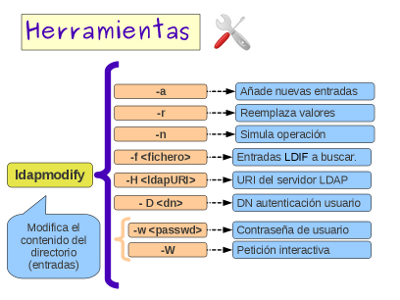 Herramientas
-a
Añade nuevas entradas
-r
Reemplaza valores
-n
Simula operación
-f <fichero>
Entradas LDIF a buscar.
ldapmodify
-H <ldapURI>
URI del servidor LDAP
- D <dn>
DN autenticación usuario
Modifica el
contenido del
directorio
(entradas)
-w <passwd>
Contraseña de usuario
-W
Petición interactiva